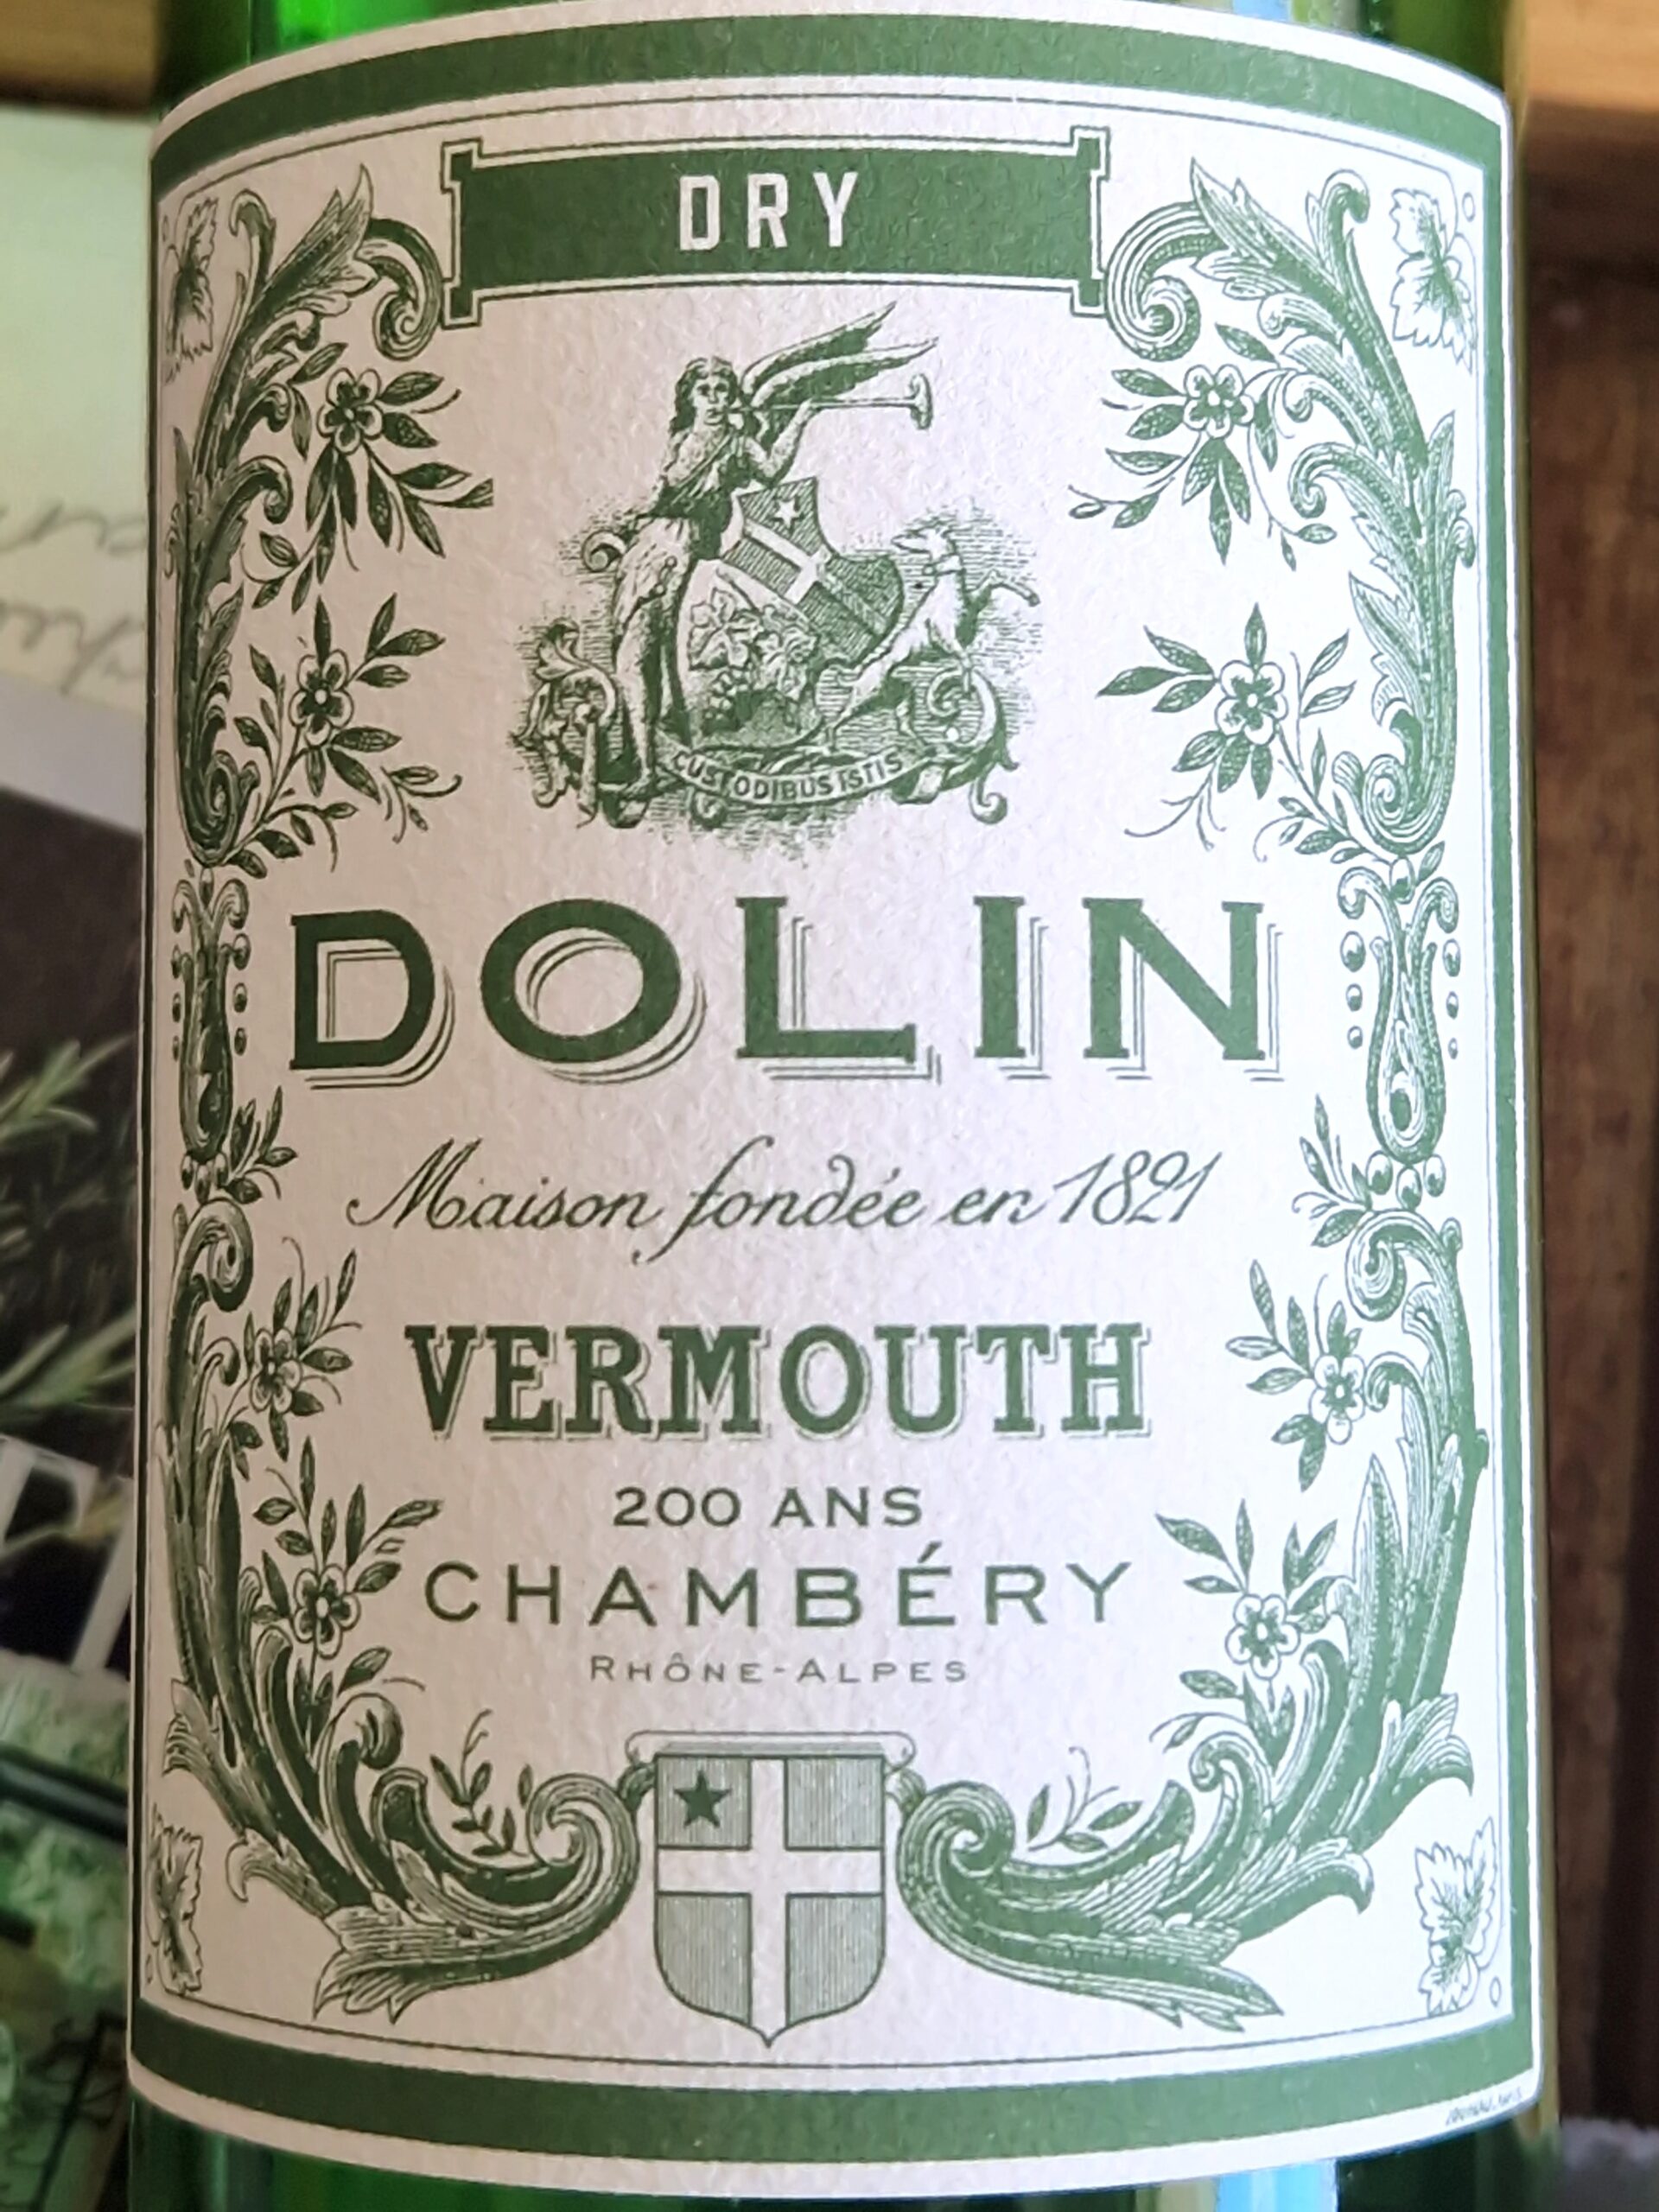 DRY
CUSTODIBUS ISTIS
DOLIN
Maison fondée en 1821
VERMOUTH
200 ANS
CHAMBÉRY
RHÔNE-ALPES